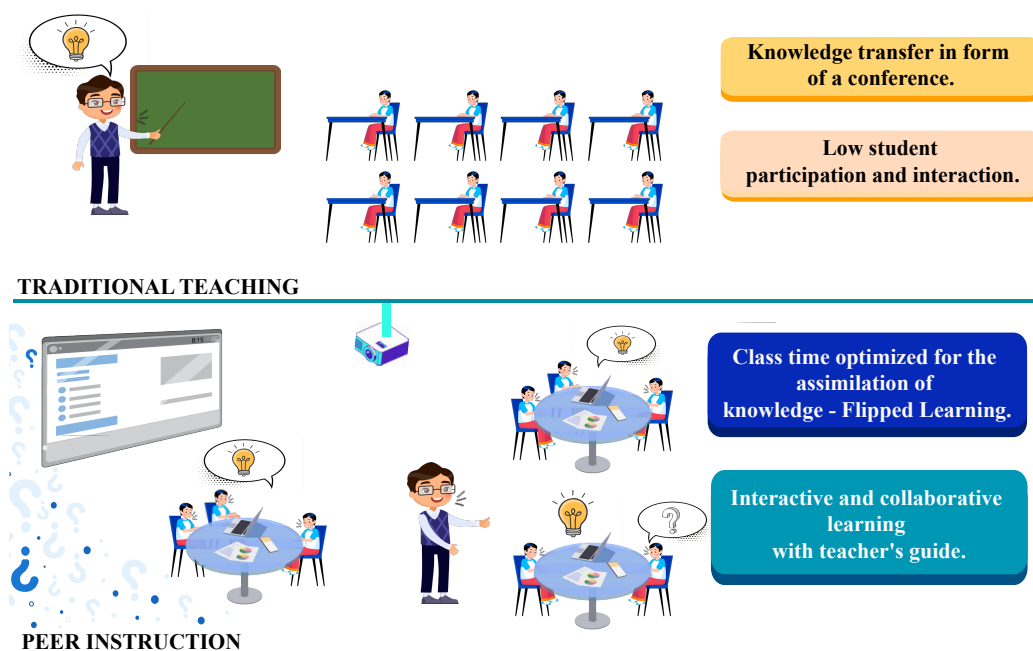 Knowledge transfer in form
of a conference.
Low student
participation and interaction.
TRADITIONAL TEACHING
8:15
Class time optimized for the
assimilation of
knowledge - Flipped Learning.
Interactive and collaborative
learning
with teacher's guide.
PEER INSTRUCTION